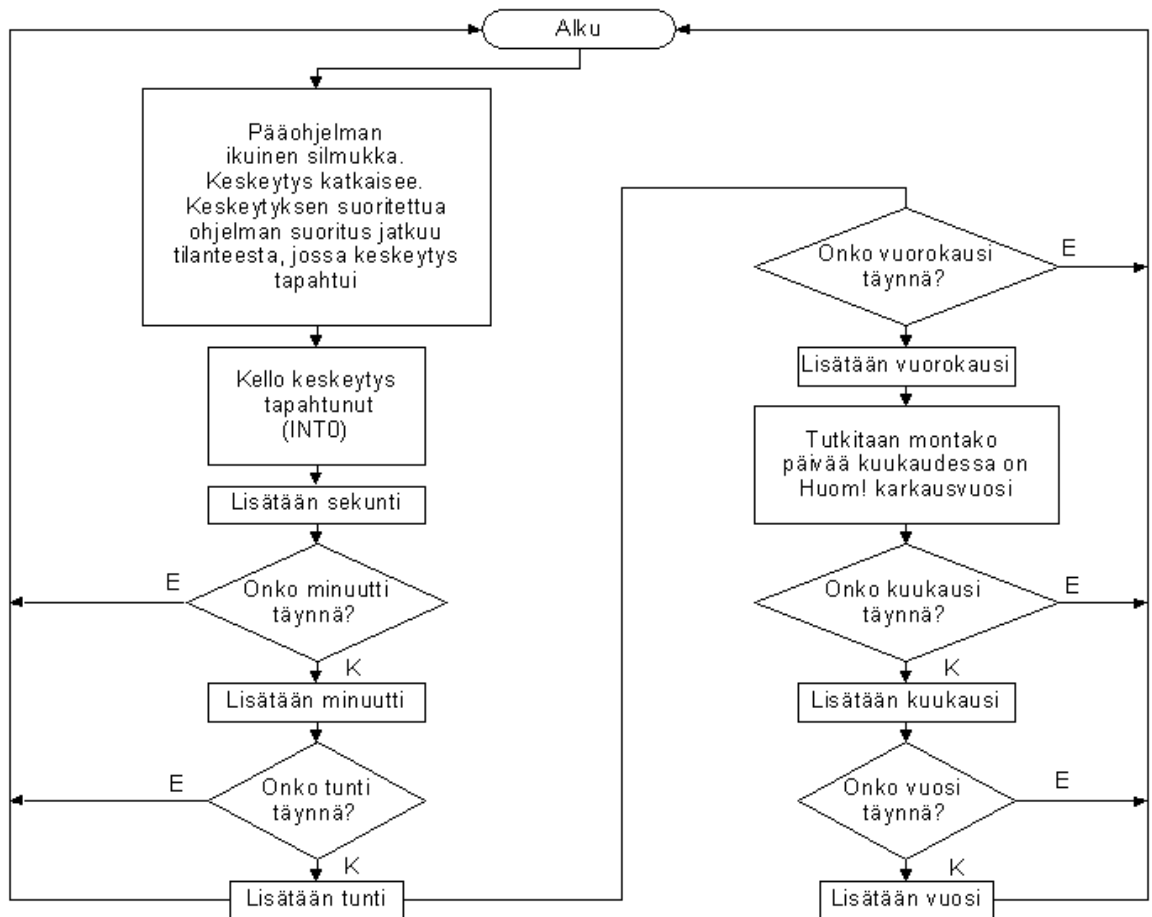 Alku
Pääohjelman
ikuinen silmukka.
Keskeytys katkaisee.
Keskeytyksen suoritettua
ohjelman suoritus jatkuu
tilanteesta, jossa keskeytys
tapahtui
Kello keskeytys
tapahtunut
(INT0)
Lisätään sekunti
Onko minuutti
täynnä?
E
K
Lisätään minuutti
Onko tunti
täynnä?
E
K
Lisätään tunti
Onko vuorokausi
täynnä?
E
Lisätään vuorokausi
Tutkitaan montako
päivää kuukaudessa on
Huom! karkausvuosi
Onko kuukausi
täynnä?
E
K
Lisätään kuukausi
Onko vuosi
täynnä?
E
K
Lisätään vuosi